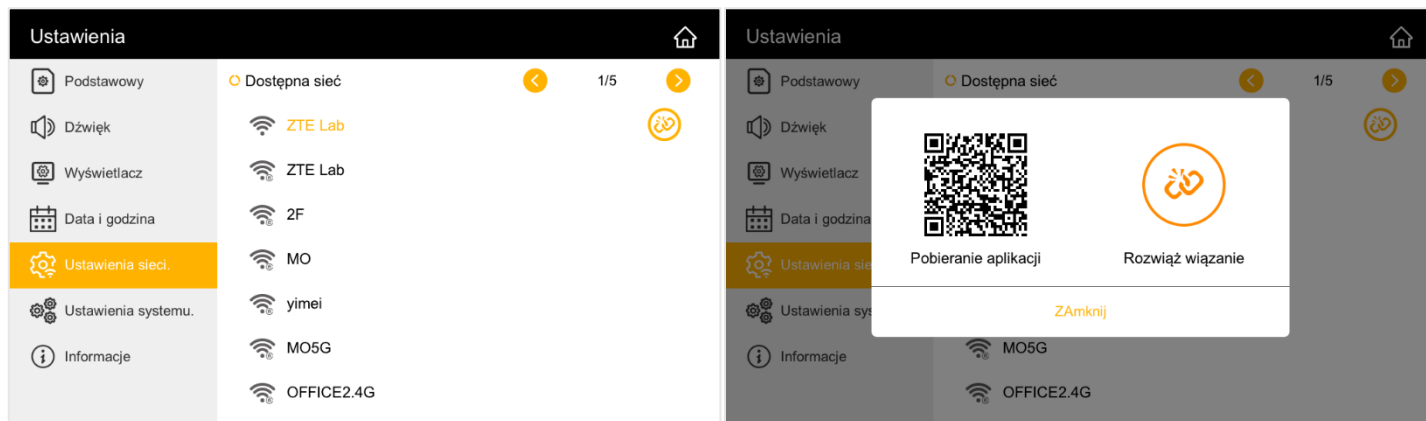 Ustawienia
Podstawowy
Dźwięk
Wyświetlacz
Data i godzina
Ustawienia sieci.
Ustawienia systemu.
Informacje
Dostępna sieć
1/5
ZTE Lab
ZTE Lab
2F
MO
yimei
MO5G
OFFICE2.4G
Ustawienia
Podstawowy
Dźwięk
Wyświetlacz
Data i godzina
Ustawienia sie
Ustawienia sys
Informacje
Dostępna sieć
1/5
Pobieranie aplikacji
Rozwiąż wiązanie
ZAmknij
MO5G
OFFICE2.4G